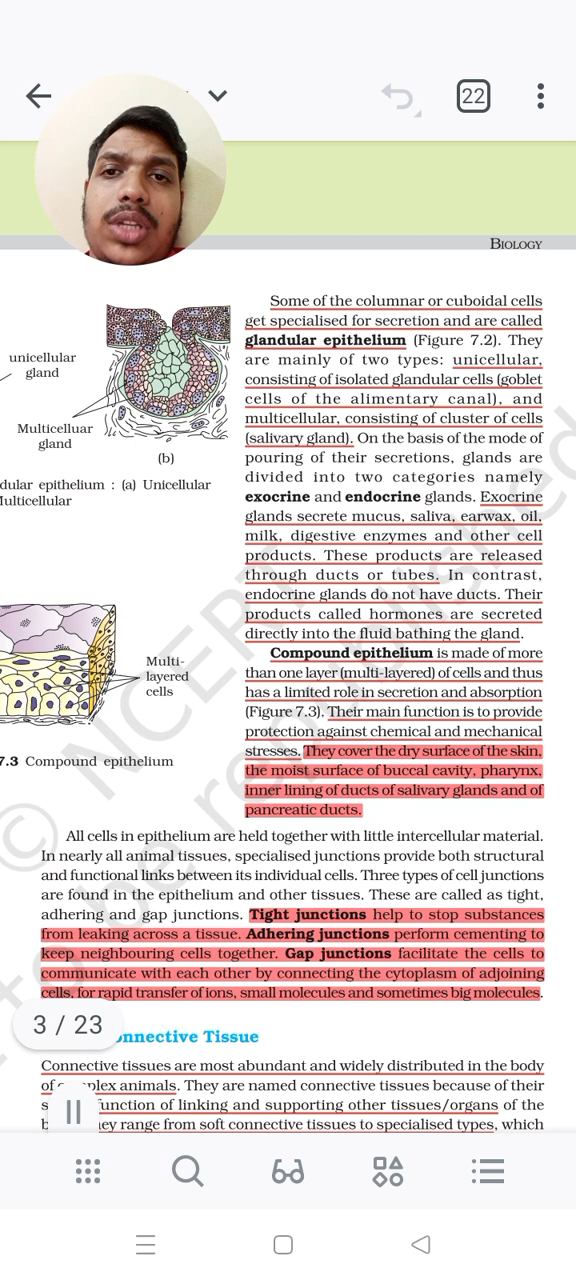 22
BIOLOGY
unicellular
gland
Multicelluar
gland
(b)
dular epithelium : (a) Unicellular
Multicellular
Multi-
layered
cells
7.3 Compound epithelium
Some of the columnar or cuboidal cells
get specialised for secretion and are called
glandular epithelium (Figure 7.2). They
are mainly of two types: unicellular,
consisting of isolated glandular cells (goblet
cells of the alimentary canal), and
multicellular, consisting of cluster of cells
(salivary gland). On the basis of the mode of
pouring of their secretions, glands are
divided into two categories namely
exocrine and endocrine glands. Exocrine
glands secrete mucus, saliva, earwax, oil,
milk, digestive enzymes and other cell
products. These products are released
through ducts or tubes. In contrast,
endocrine glands do not have ducts. Their
products called hormones are secreted
directly into the fluid bathing the gland.
Compound epithelium is made of more
than one layer (multi-layered) of cells and thus
has a limited role in secretion and absorption
(Figure 7.3). Their main function is to provide
protection against chemical and mechanical
stresses. They cover the dry surface of the skin,
the moist surface of buccal cavity, pharynx,
inner lining of ducts of salivary glands and of
pancreatic ducts.
All cells in epithelium are held together with little intercellular material.
In nearly all animal tissues, specialised junctions provide both structural
and functional links between its individual cells. Three types of cell junctions
are found in the epithelium and other tissues. These are called as tight,
adhering and gap junctions. Tight junctions help to stop substances
from leaking across a tissue. Adhering junctions perform cementing to
keep neighbouring cells together. Gap junctions facilitate the cells to
communicate with each other by connecting the cytoplasm of adjoining
cells, for rapid transfer of ions, small molecules and sometimes big molecules.
3 / 23
nnective Tissue
Connective tissues are most abundant and widely distributed in the body
of plex animals. They are named connective tissues because of their
s unction of linking and supporting other tissues/organs of the
b ey range from soft connective tissues to specialised types, which
© NCERT
to be republished